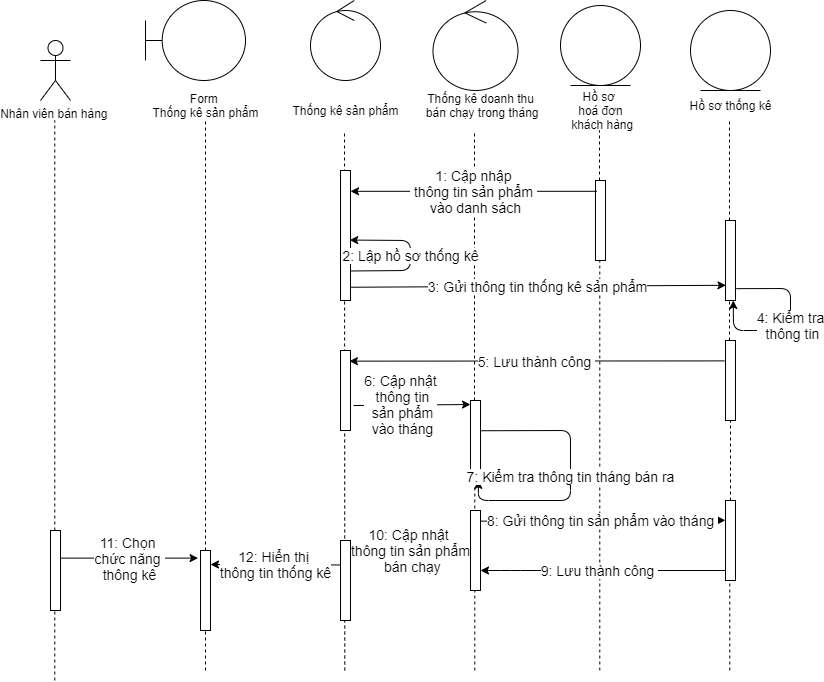 Nhân viên bán hàng
Form
Thống kê sản phẩm
Thống kê sản phẩm
Thống kê doanh thu
bán chạy trong tháng
Hồ sơ
hoá đơn
khách hàng
Hồ sơ thống kê
1: Cập nhập
thông tin sản phẩm
vào danh sách
2: Lập hồ sơ thống kê
3: Gửi thông tin thống kê sản phẩm
4: Kiểm tra
thông tin
5: Lưu thành công
6: Cập nhật
thông tin
sản phẩm
vào tháng
7: Kiểm tra thông tin tháng bán ra
8: Gửi thông tin sản phẩm vào tháng
9: Lưu thành công
10: Cập nhật
thông tin sản phẩm
bán chạy
11: Chọn
chức năng
thông kê
12: Hiển thị
thông tin thống kê